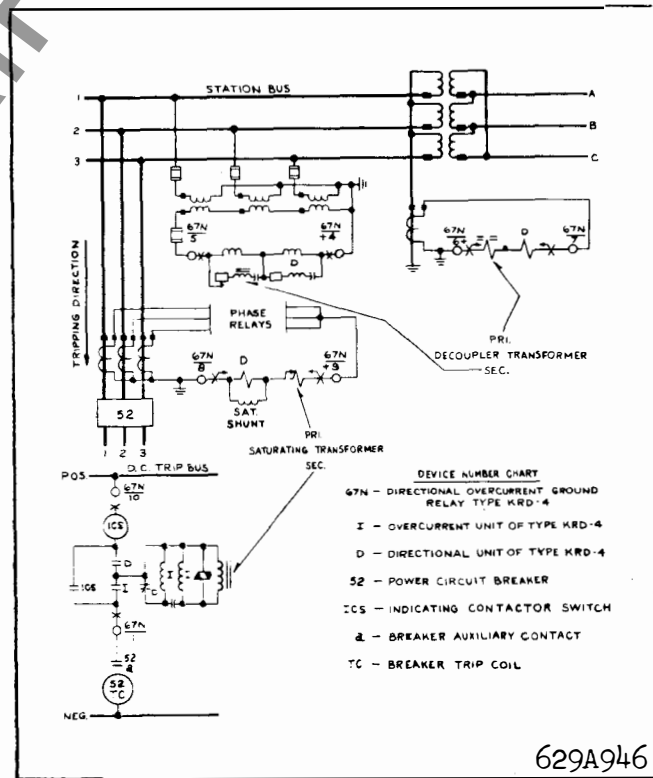 STATION BUS
1
2
3
A
B
C
67N
5
67N
+4
D
67N
6+
D
67N
7
TRIPPING DIRECTION
PHASE
RELAYS
PRI.
DECOUPLER TRANSFORMER
SEC.
67N
8
D
67N
+9
SAT.
SHUNT
PRI.
SATURATING TRANSFORMER
SEC.
52
1 2 3
D.C. TRIP BUS
POS.
67N
10
ICS
ICS
D
I
C
I
I
67N
52
a
52
TC
NEG.
DEVICE NUMBER CHART
67N - DIRECTIONAL OVERCURRENT GROUND
RELAY TYPE KRD-4
I - OVERCURRENT UNIT OF TYPE KRD-4
D - DIRECTIONAL UNIT OF TYPE KRD-4
52 - POWER CIRCUIT BREAKER
ICS - INDICATING CONTACTOR SWITCH
a - BREAKER AUXILIARY CONTACT
TC - BREAKER TRIP COIL
629A946